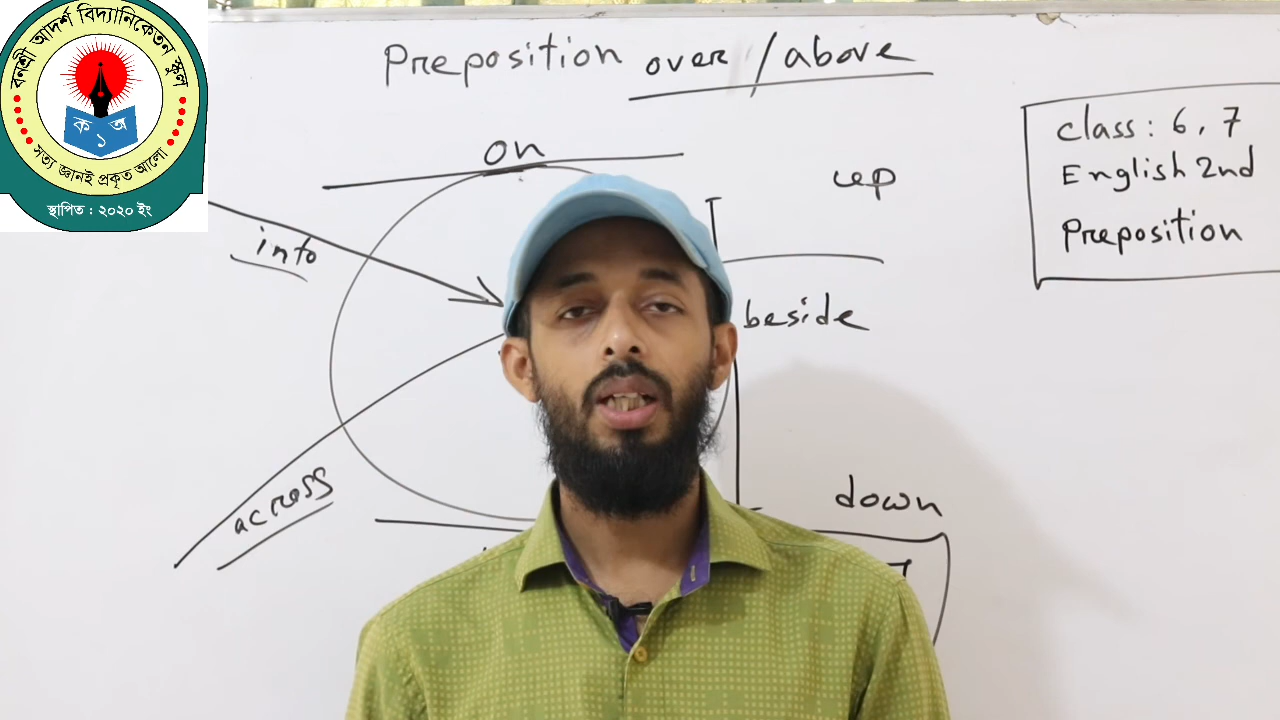 বনশ্রী আদর্শ বিদ্যানিকেতন স্কুল
ক অ
১
সত্য জ্ঞানই প্রকৃত আলো
স্থাপিত : ২০২০ ইং
Preposition over / above
class : 6, 7
English 2nd
Preposition
on
up
into
beside
across
down